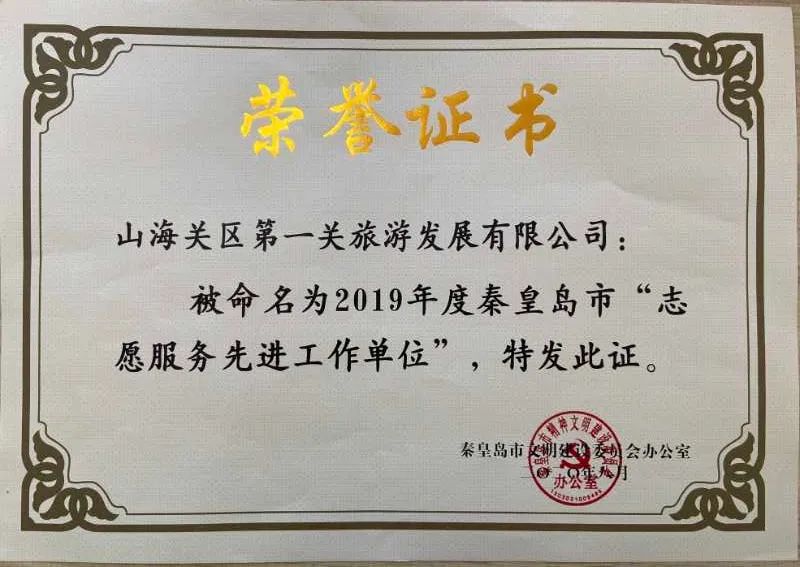 荣誉证书
山海关区第一关旅游发展有限公司：
被命名为2019年度秦皇岛市“志
愿服务先进工作单位”，特发此证。
秦皇岛市文明建设委员会办公室
办公室